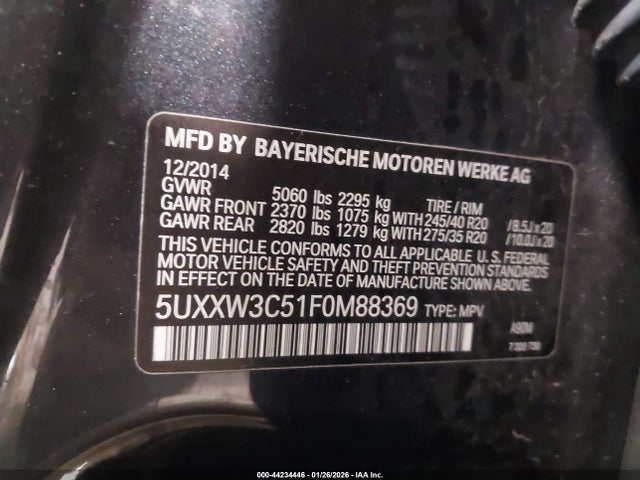 MFD BY BAYERISCHE MOTOREN WERKE AG
12/2014
GVWR 5060 lbs 2295 kg TIRE / RIM
GAWR FRONT 2370 lbs 1075 kg WITH 245/40 R20 /8.5J x 20
GAWR REAR 2820 lbs 1279 kg WITH 275/35 R20 /10.0J x 20
THIS VEHICLE CONFORMS TO ALL APPLICABLE U. S. FEDERAL
MOTOR VEHICLE SAFETY AND THEFT PREVENTION STANDARDS
IN EFFECT ON THE DATE OF MANUFACTURE SHOWN ABOVE.
5UXXW3C51F0M88369 TYPE: MPV
A90M
000-44234446 - 01/26/2026 - IAA Inc.